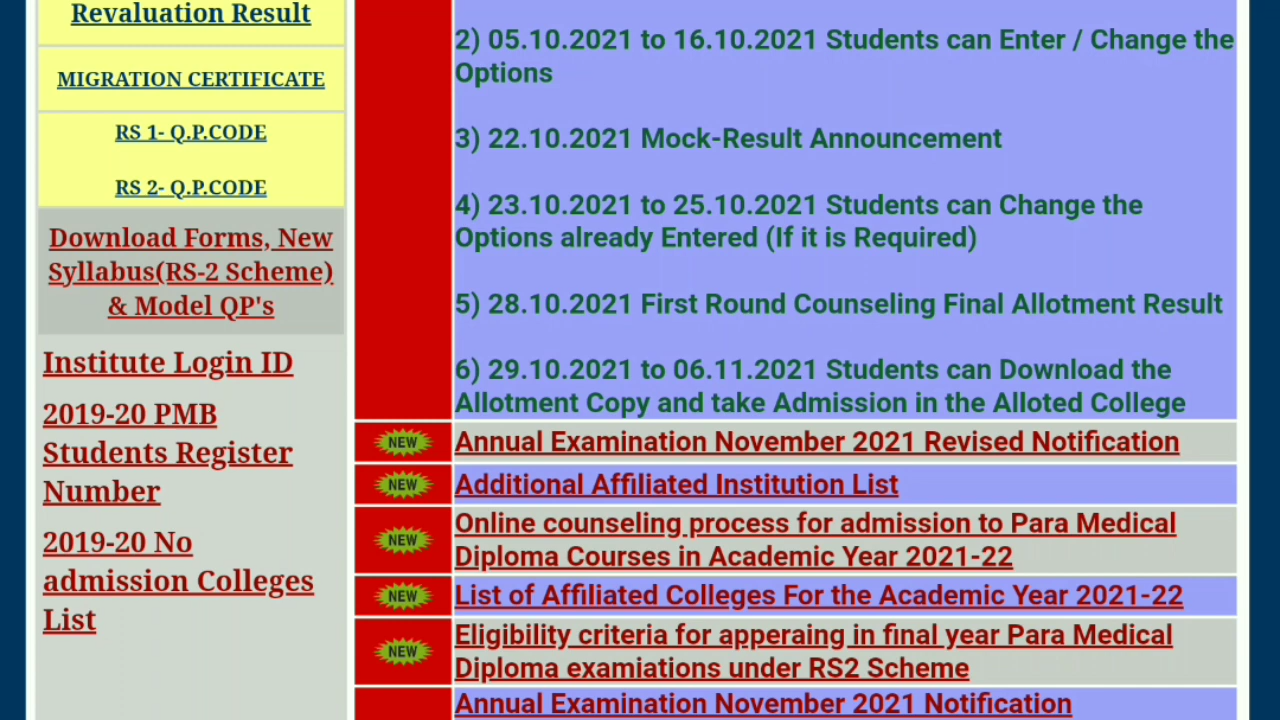 Revaluation Result
MIGRATION CERTIFICATE
RS 1- Q.P.CODE
RS 2- Q.P.CODE
Download Forms, New
Syllabus(RS-2 Scheme)
& Model QP's
Institute Login ID
2019-20 PMB
Students Register
Number
2019-20 No
admission Colleges
List
2) 05.10.2021 to 16.10.2021 Students can Enter / Change the
Options
3) 22.10.2021 Mock-Result Announcement
4) 23.10.2021 to 25.10.2021 Students can Change the
Options already Entered (If it is Required)
5) 28.10.2021 First Round Counseling Final Allotment Result
6) 29.10.2021 to 06.11.2021 Students can Download the
Allotment Copy and take Admission in the Alloted College
NEW Annual Examination November 2021 Revised Notification
NEW Additional Affiliated Institution List
NEW Online counseling process for admission to Para Medical
Diploma Courses in Academic Year 2021-22
NEW List of Affiliated Colleges For the Academic Year 2021-22
NEW Eligibility criteria for apperaing in final year Para Medical
Diploma examiations under RS2 Scheme
Annual Examination November 2021 Notification